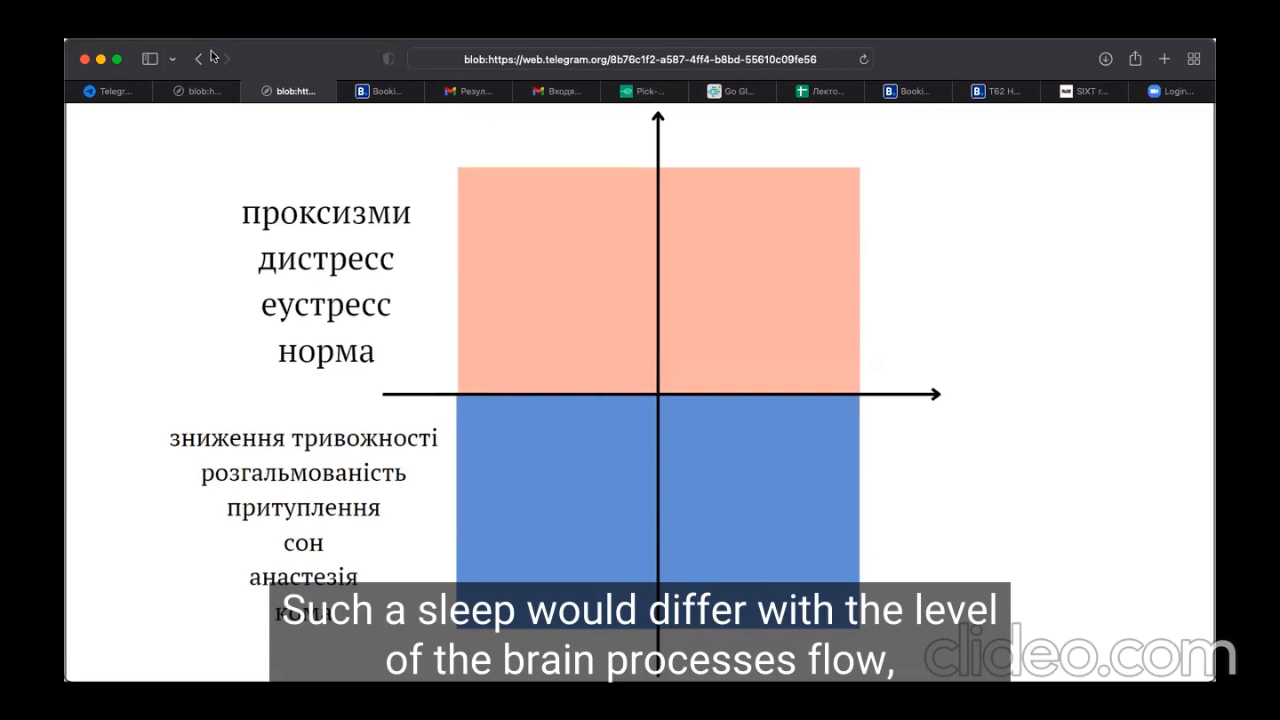 blob:https://web.telegram.org/8b76c1f2-a587-4ff4-b8bd-55610c09fe56
Telegr...
blob:h...
blob:htt...
B. Booki...
Резул...
Входя...
Pick-...
Go Gl...
Лекто...
B. Booki...
B. T62 H...
SIXT r...
Login...
проксизми
дистресс
еустресс
норма
зниження тривожності
розгальмованість
притуплення
сон
анастезія
кома
Such a sleep would differ with the level
of the brain processes flow,
clideo.com